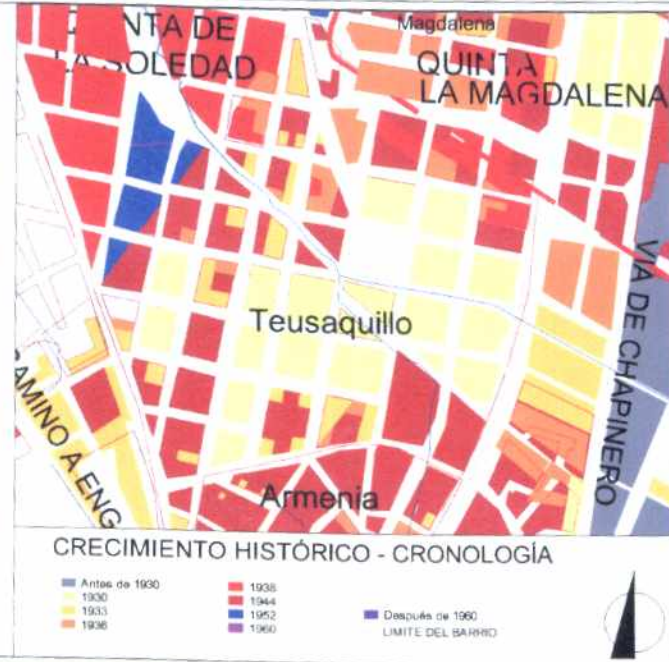 NTA DE
LA SOLEDAD
Magdalena
QUINTA
LA MAGDALENA
VIA DE CHAPINERO
Teusaquillo
CAMINO A ENG
Armenia
CRECIMIENTO HISTÓRICO - CRONOLOGÍA
Antes de 1930
1930
1933
1936
1938
1944
1952
1960
Después de 1960
LIMITE DEL BARRIO